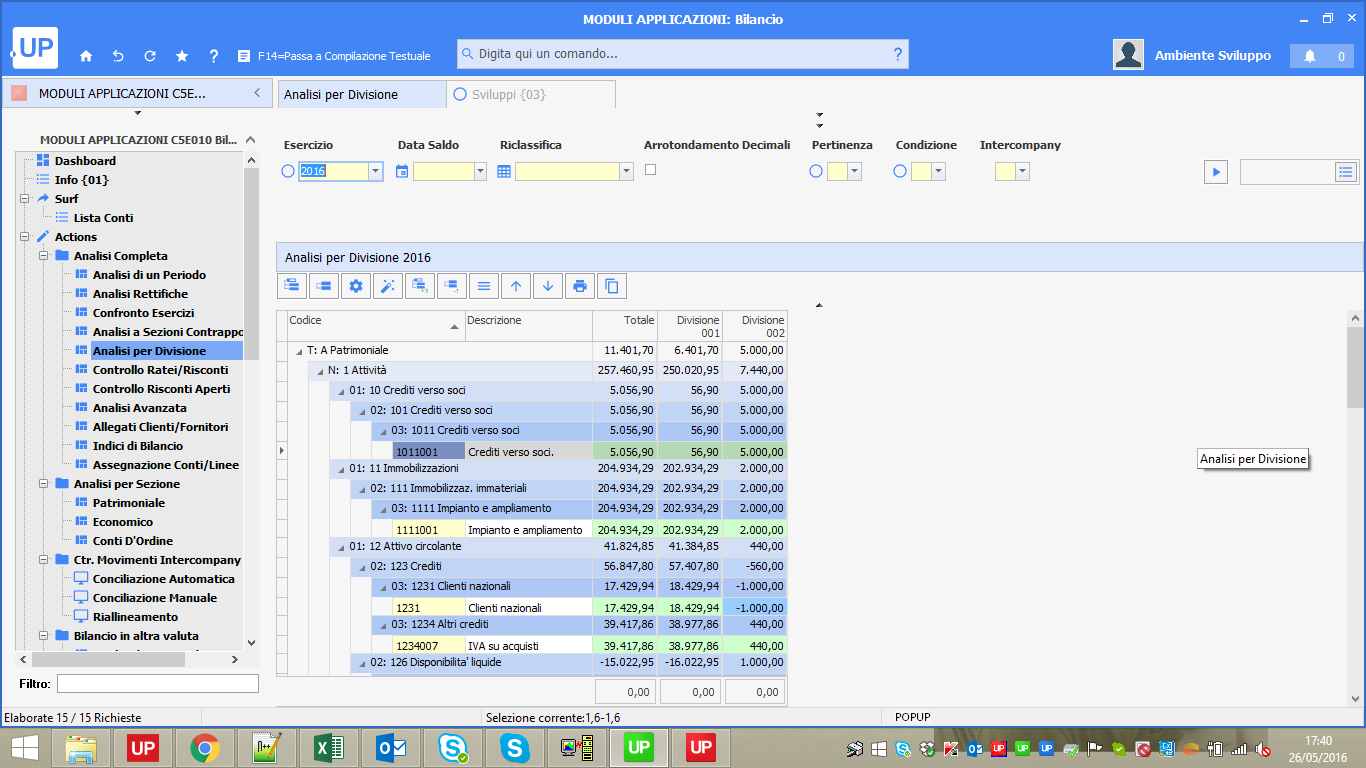 MODULI APPLICAZIONI: Bilancio
UP
F14=Passa a Compilazione Testuale
Digita qui un comando...
?
Ambiente Sviluppo
0
MODULI APPLICAZIONI C5E...
Analisi per Divisione
Sviluppi {03}
MODULI APPLICAZIONI C5E010 Bil...
Dashboard
Info {01}
Surf
Lista Conti
Actions
Analisi Completa
Analisi di un Periodo
Analisi Rettifiche
Confronto Esercizi
Analisi a Sezioni Contrappo
Analisi per Divisione
Controllo Ratei/Risconti
Controllo Risconti Aperti
Analisi Avanzata
Allegati Clienti/Fornitori
Indici di Bilancio
Assegnazione Conti/Linee
Analisi per Sezione
Patrimoniale
Economico
Conti D'Ordine
Ctr. Movimenti Intercompany
Conciliazione Automatica
Conciliazione Manuale
Riallineamento
Bilancio in altra valuta
Filtro:
Esercizio Data Saldo Riclassifica Arrotondamento Decimali Pertinenza Condizione Intercompany
2016
Analisi per Divisione 2016
Codice Descrizione Totale Divisione 001 Divisione 002
T: A Patrimoniale 11.401,70 6.401,70 5.000,00
N: 1 Attività 257.460,95 250.020,95 7.440,00
01: 10 Crediti verso soci 5.056,90 56,90 5.000,00
02: 101 Crediti verso soci 5.056,90 56,90 5.000,00
03: 1011 Crediti verso soci 5.056,90 56,90 5.000,00
1011001 Crediti verso soci. 5.056,90 56,90 5.000,00
01: 11 Immobilizzazioni 204.934,29 202.934,29 2.000,00
02: 111 Immobilizzaz. immateriali 204.934,29 202.934,29 2.000,00
03: 1111 Impianto e ampliamento 204.934,29 202.934,29 2.000,00
1111001 Impianto e ampliamento 204.934,29 202.934,29 2.000,00
01: 12 Attivo circolante 41.824,85 41.384,85 440,00
02: 123 Crediti 56.847,80 57.407,80 -560,00
03: 1231 Clienti nazionali 17.429,94 18.429,94 -1.000,00
1231 Clienti nazionali 17.429,94 18.429,94 -1.000,00
03: 1234 Altri crediti 39.417,86 38.977,86 440,00
1234007 IVA su acquisti 39.417,86 38.977,86 440,00
02: 126 Disponibilita' liquide -15.022,95 -16.022,95 1.000,00
0,00 0,00 0,00
Analisi per Divisione
Elaborate 15 / 15 Richieste
Selezione corrente:1,6-1,6
POPUP
UP
UP
UP
17:40
26/05/2016